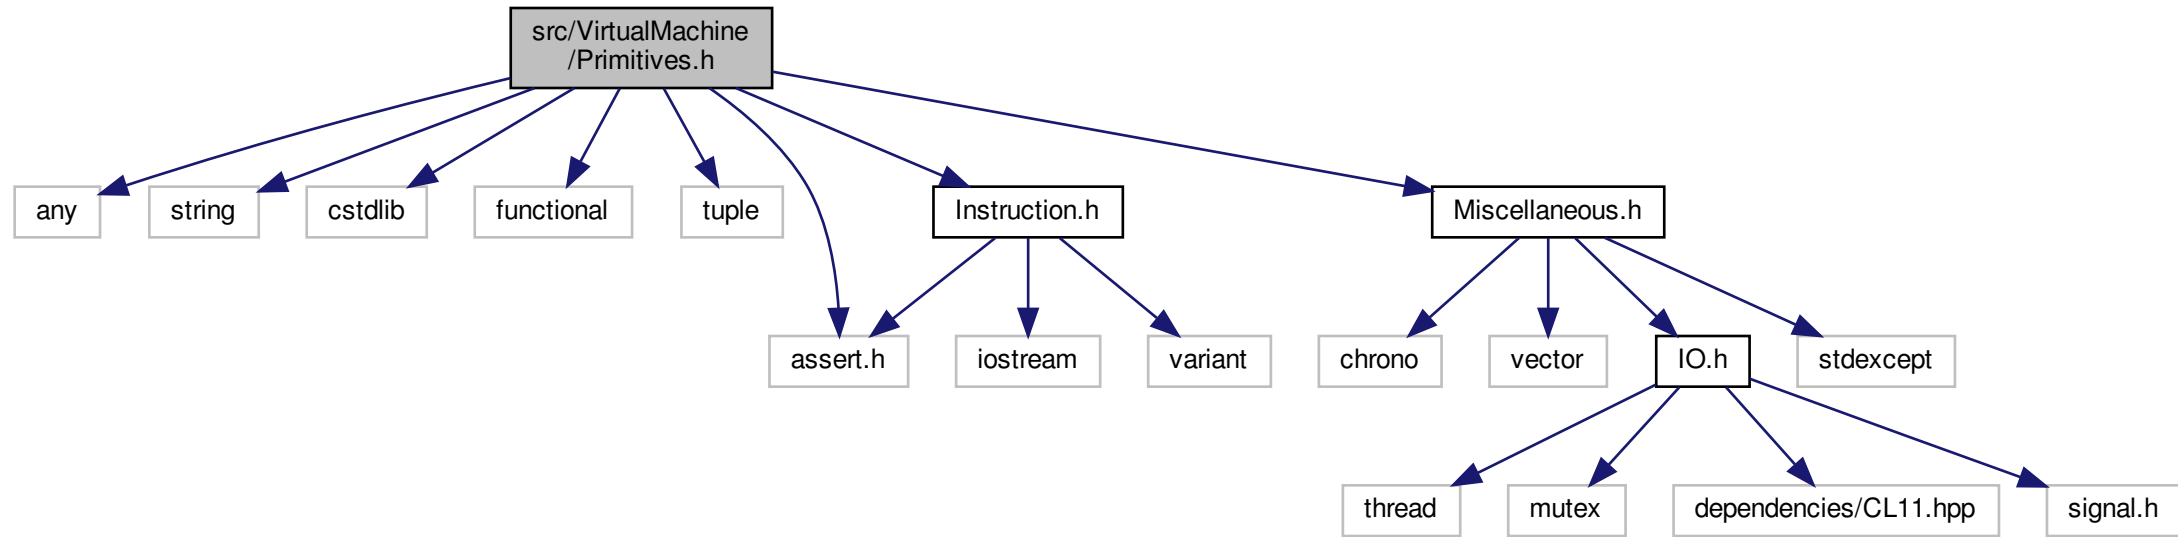 src/VirtualMachine
/Primitives.h
any
string
cstdlib
functional
tuple
Instruction.h
Miscellaneous.h
assert.h
iostream
variant
chrono
vector
IO.h
stdexcept
thread
mutex
dependencies/CL11.hpp
signal.h